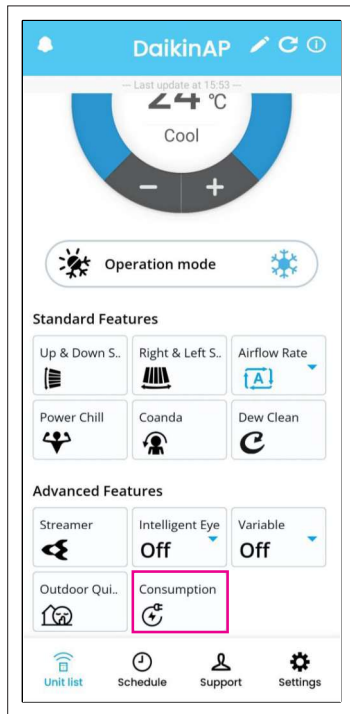 DaikinAP
— Last update at 15:53 —
24 °C
Cool
− +
Operation mode
Standard Features
Up & Down S.. Right & Left S.. Airflow Rate
A
Power Chill Coanda Dew Clean
Advanced Features
Streamer Intelligent Eye Variable
Off Off
Outdoor Qui.. Consumption
Unit list Schedule Support Settings